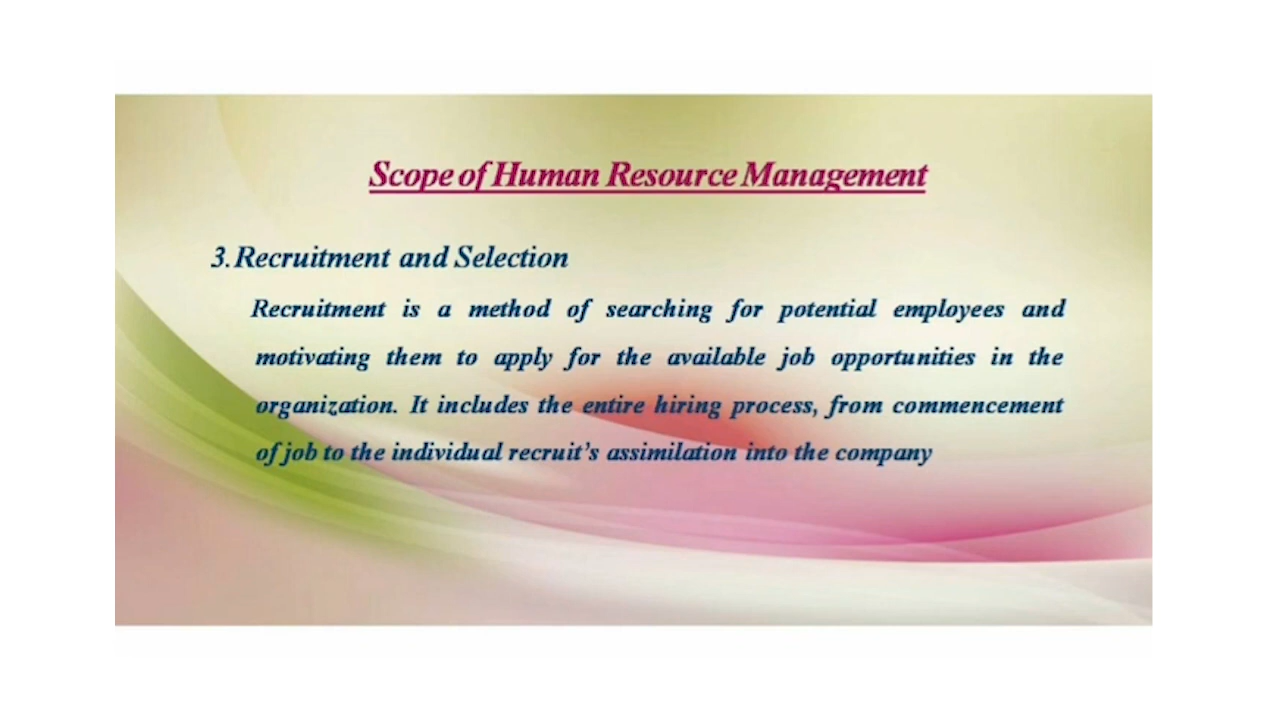 Scope of Human Resource Management
3. Recruitment and Selection
Recruitment is a method of searching for potential employees and
motivating them to apply for the available job opportunities in the
organization. It includes the entire hiring process, from commencement
of job to the individual recruit's assimilation into the company